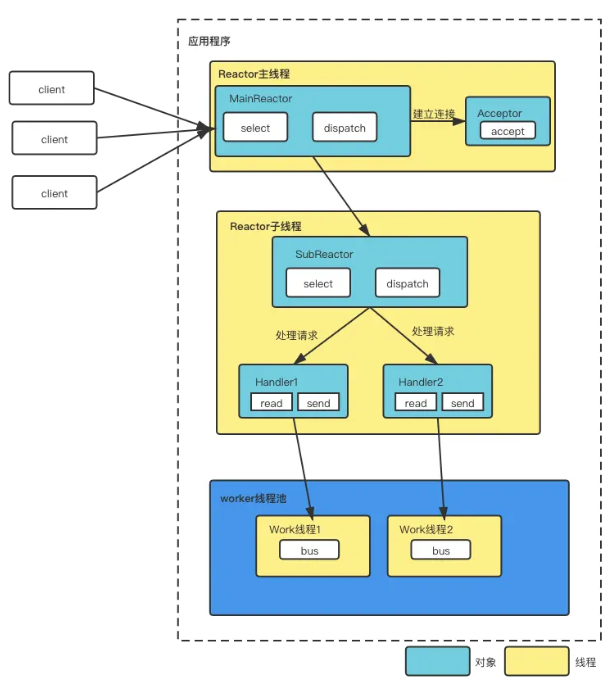 应用程序
Reactor主线程
client
MainReactor
select
dispatch
建立连接
Acceptor
accept
client
client
Reactor子线程
SubReactor
select
dispatch
处理请求
处理请求
Handler1
read
send
Handler2
read
send
worker线程池
Work线程1
bus
Work线程2
bus
对象
线程